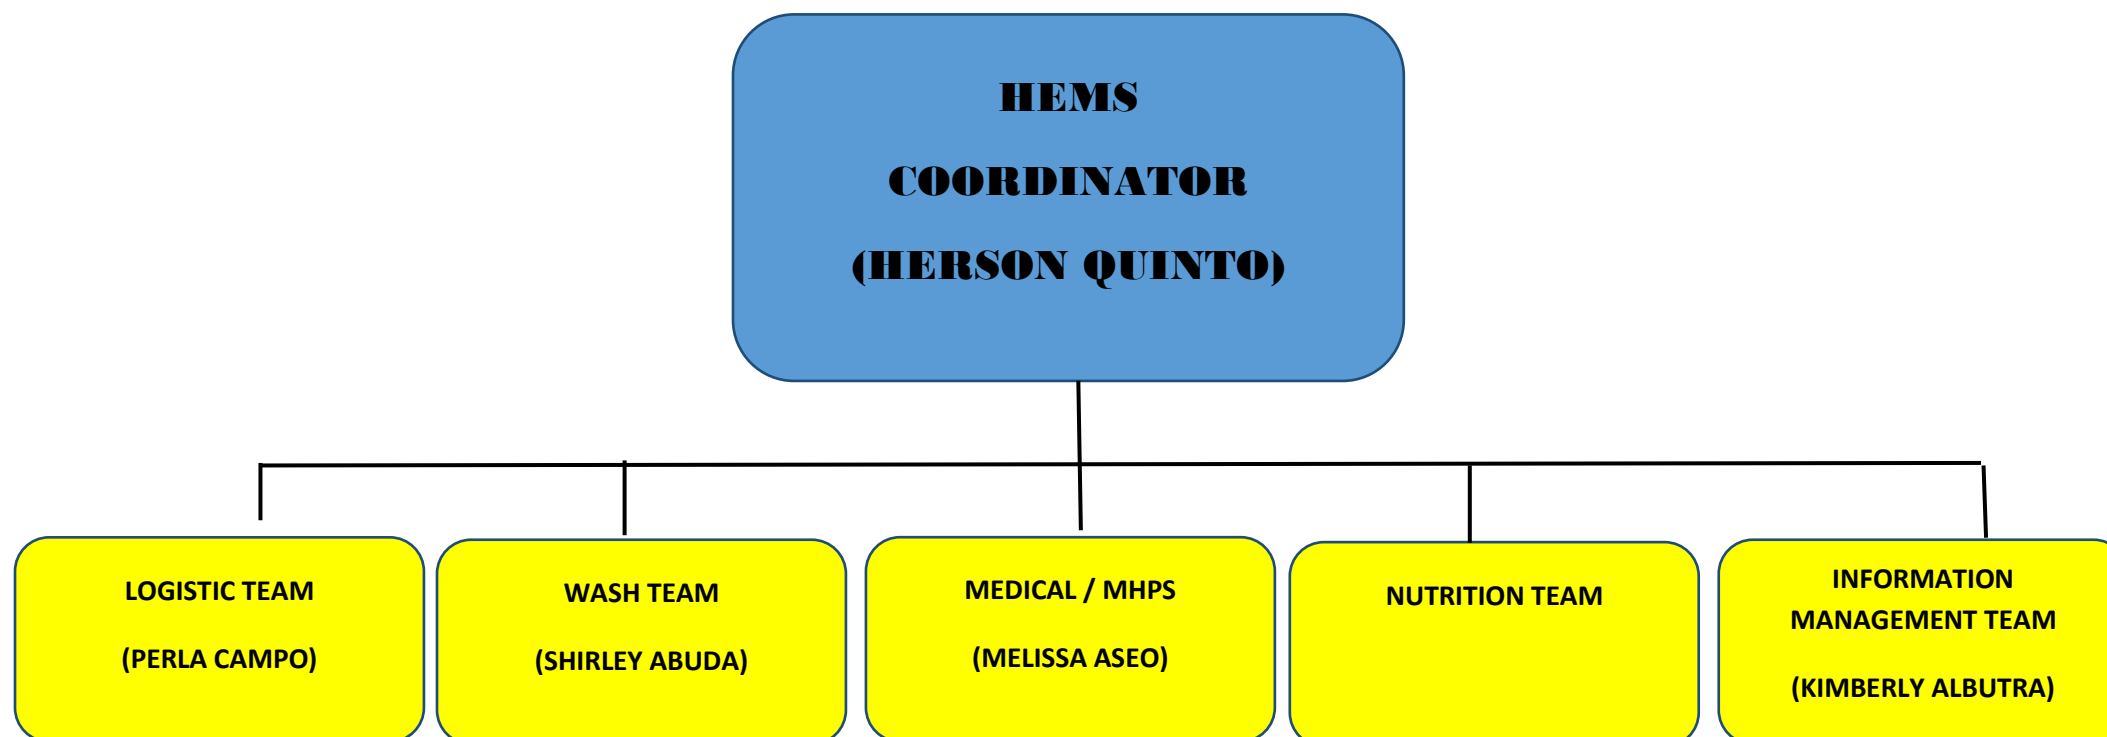 HEMS
COORDINATOR
(HERSON QUINTO)
LOGISTIC TEAM
(PERLA CAMPO)
WASH TEAM
(SHIRLEY ABUDA)
MEDICAL / MHPS
(MELISSA ASEO)
NUTRITION TEAM
INFORMATION
MANAGEMENT TEAM
(KIMBERLY ALBUTRA)